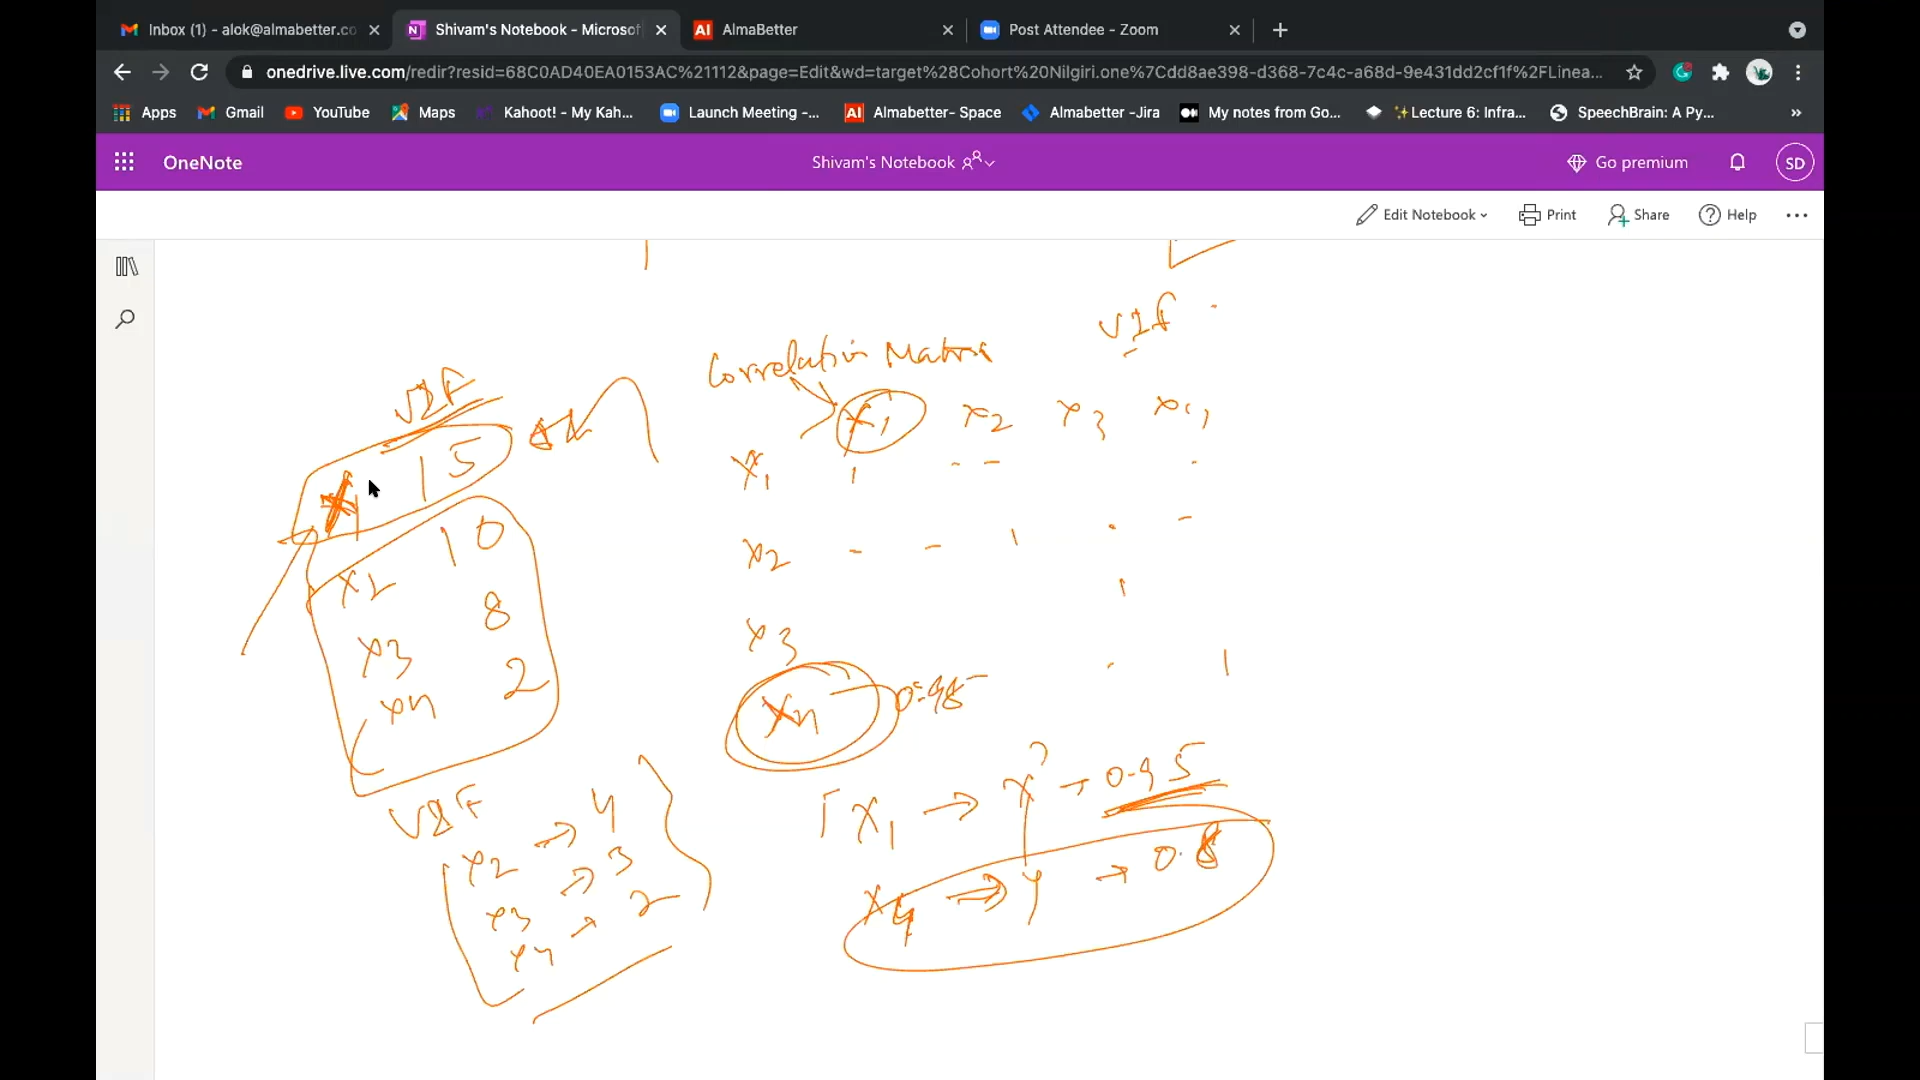 Inbox (1) - alok@almabetter.co
Shivam's Notebook - Microsof
AlmaBetter
Post Attendee - Zoom
onedrive.live.com/redir?resid=68C0AD40EA0153AC%21112&page=Edit&wd=target%28Cohort%20Nilgiri.one%7Cdd8ae398-d368-7c4c-a68d-9e431dd2cf1f%2FLinea...
Apps Gmail YouTube Maps Kahoot! - My Kah... Launch Meeting -... Almabetter- Space Almabetter -Jira My notes from Go... ✨Lecture 6: Infra... SpeechBrain: A Py... »
OneNote
Shivam's Notebook
Go premium
SD
Edit Notebook
Print
Share
Help
VIF
Correlation Matrix
x1 x2 x3 x4
x1 1 - -
x2 - - 1 -
x3
x4 0.95
VIF
x1 15
x2 10
x3 8
x4 2
VIF
x2 → 4
x3 → 3
x4 → 2
x1 → Y → 0.95
x4 → Y → 0.8